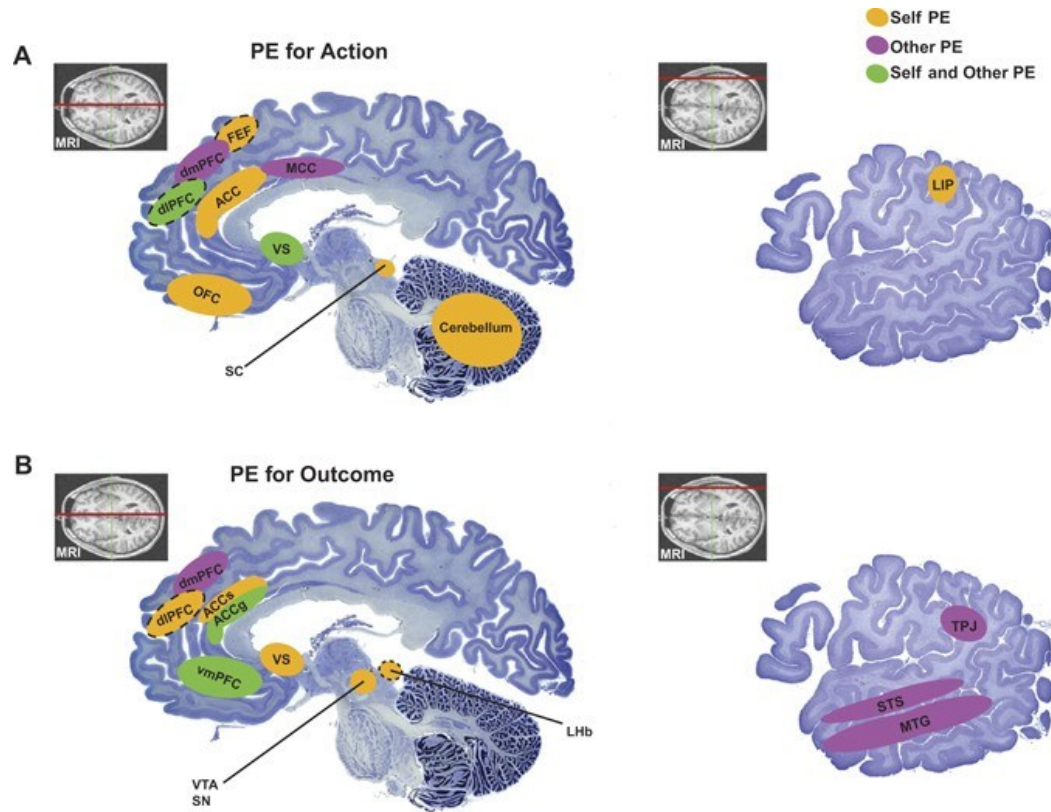 Self PE
Other PE
Self and Other PE
A
PE for Action
MRI
FEF
dmPFC
dlPFC
ACC
MCC
VS
OFC
SC
Cerebellum
MRI
LIP
B
PE for Outcome
MRI
dmPFC
dlPFC
ACCs
ACCg
vmPFC
VS
LHb
VTA
SN
MRI
TPJ
STS
MTG